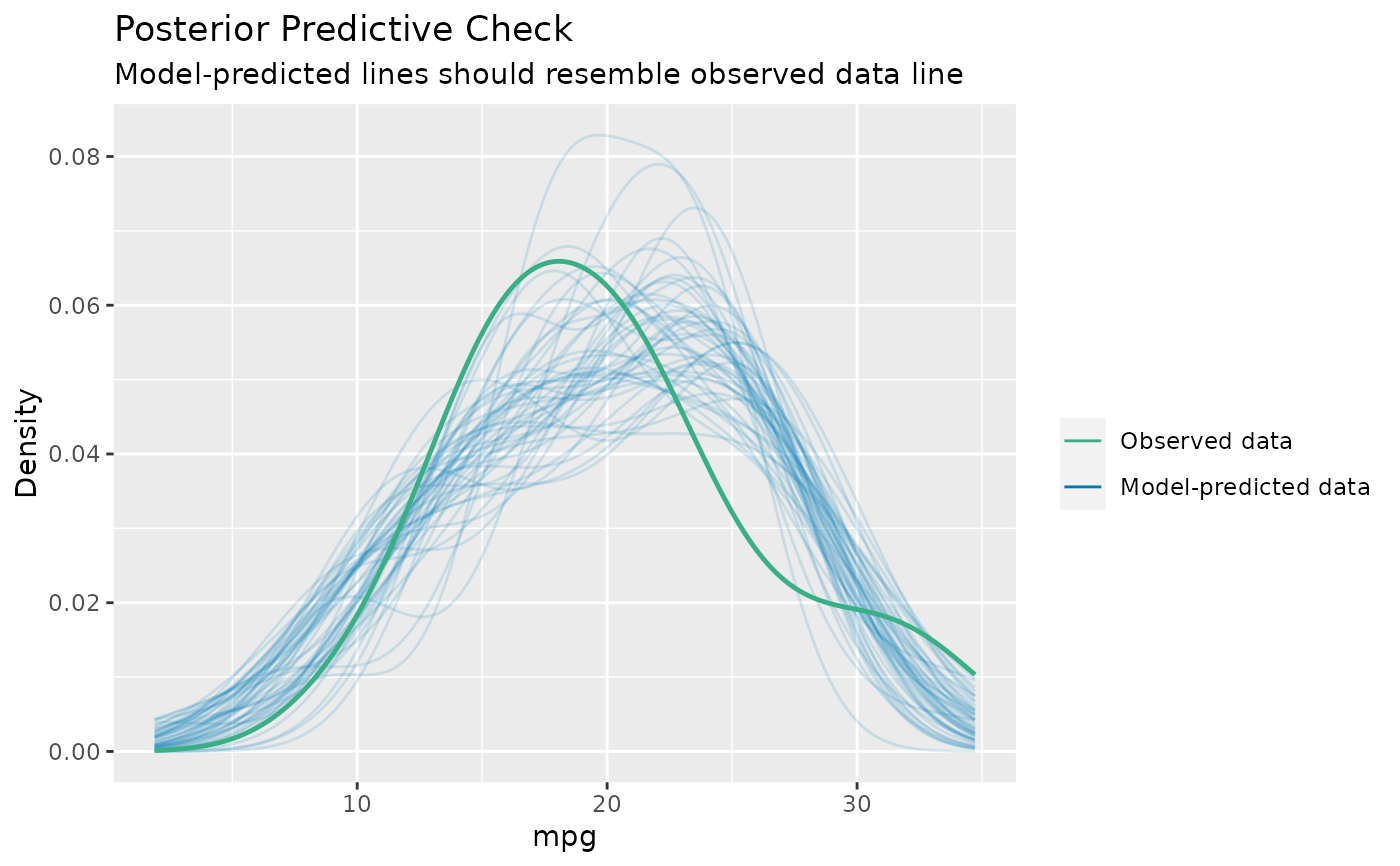 Posterior Predictive Check
Model-predicted lines should resemble observed data line
0.08
0.06
0.04
0.02
0.00
Density
10 20 30
mpg
Observed data
Model-predicted data